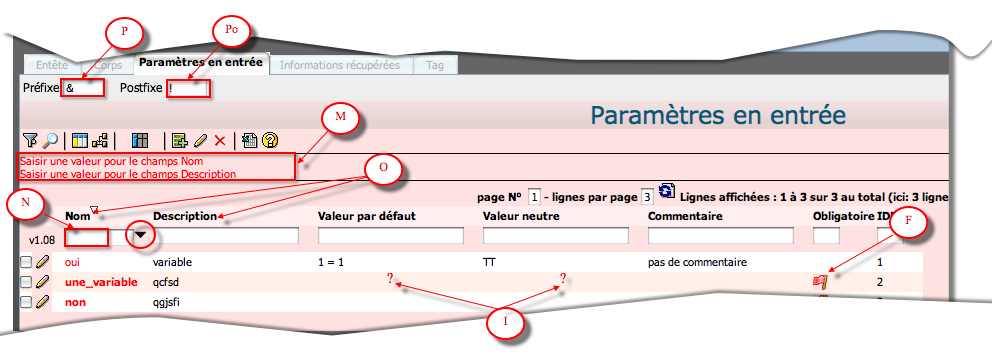 P
Po
Entête Corps Paramètres en entrée Informations récupérées Tag
Préfixe & Postfixe !
Paramètres en entrée
M
Saisir une valeur pour le champs Nom
Saisir une valeur pour le champs Description
O
page N° 1 - lignes par page 3 Lignes affichées : 1 à 3 sur 3 au total (ici: 3 ligne
N
Nom Description Valeur par défaut Valeur neutre Commentaire Obligatoire
F
v1.08
oui variable 1 = 1 TT pas de commentaire 1
une_variable qcfsd ? ? 2
non qgjsfi
I